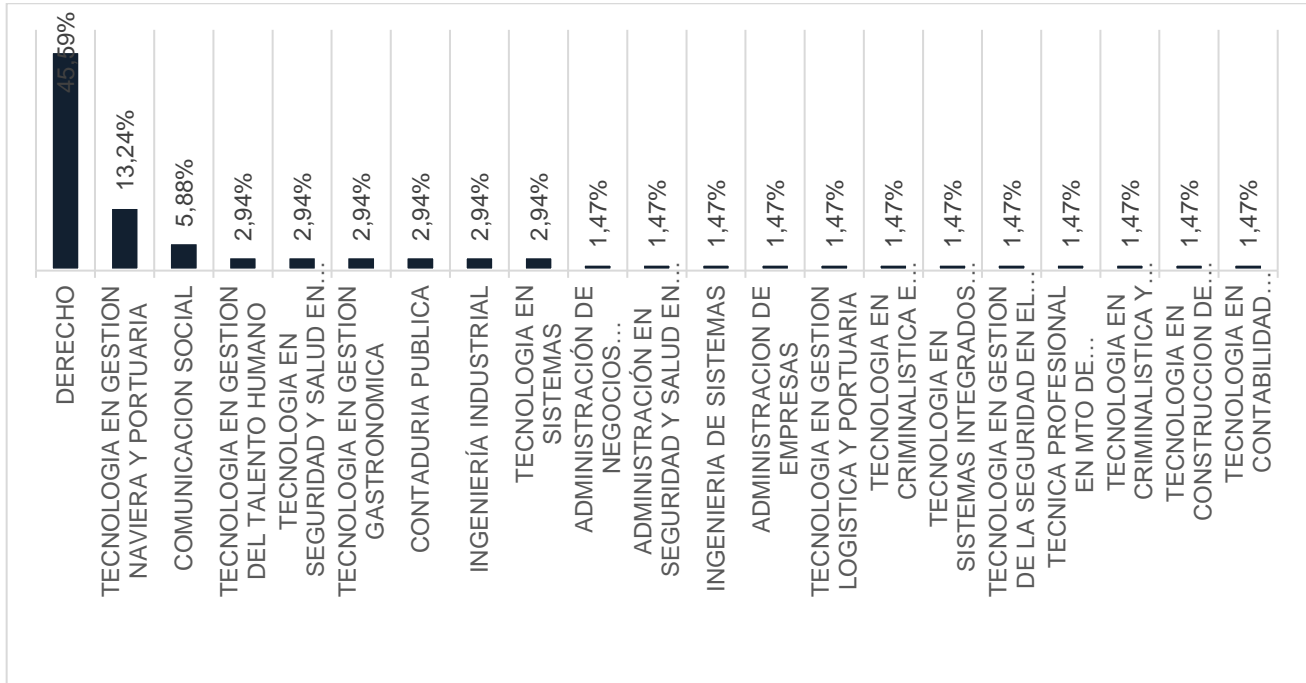 45,59%
13,24%
5,88%
2,94%
2,94%
2,94%
2,94%
2,94%
2,94%
1,47%
1,47%
1,47%
1,47%
1,47%
1,47%
1,47%
1,47%
1,47%
1,47%
1,47%
1,47%
DERECHO
TECNOLOGIA EN GESTION
NAVIERA Y PORTUARIA
COMUNICACION SOCIAL
TECNOLOGIA EN GESTION
DEL TALENTO HUMANO
TECNOLOGIA EN
SEGURIDAD Y SALUD EN…
TECNOLOGIA EN GESTION
GASTRONOMICA
CONTADURIA PUBLICA
INGENIERÍA INDUSTRIAL
TECNOLOGIA EN
SISTEMAS
ADMINISTRACIÓN DE
NEGOCIOS…
ADMINISTRACIÓN EN
SEGURIDAD Y SALUD EN…
INGENIERIA DE SISTEMAS
ADMINISTRACION DE
EMPRESAS
TECNOLOGIA EN GESTION
LOGISTICA Y PORTUARIA
TECNOLOGIA EN
CRIMINALISTICA E…
TECNOLOGIA EN
SISTEMAS INTEGRADOS…
TECNOLOGIA EN GESTION
DE LA SEGURIDAD EN EL…
TECNICA PROFESIONAL
EN MTO DE…
TECNOLOGIA EN
CRIMINALISTICA Y…
TECNOLOGIA EN
CONSTRUCCION DE…
TECNOLOGIA EN
CONTABILIDAD…